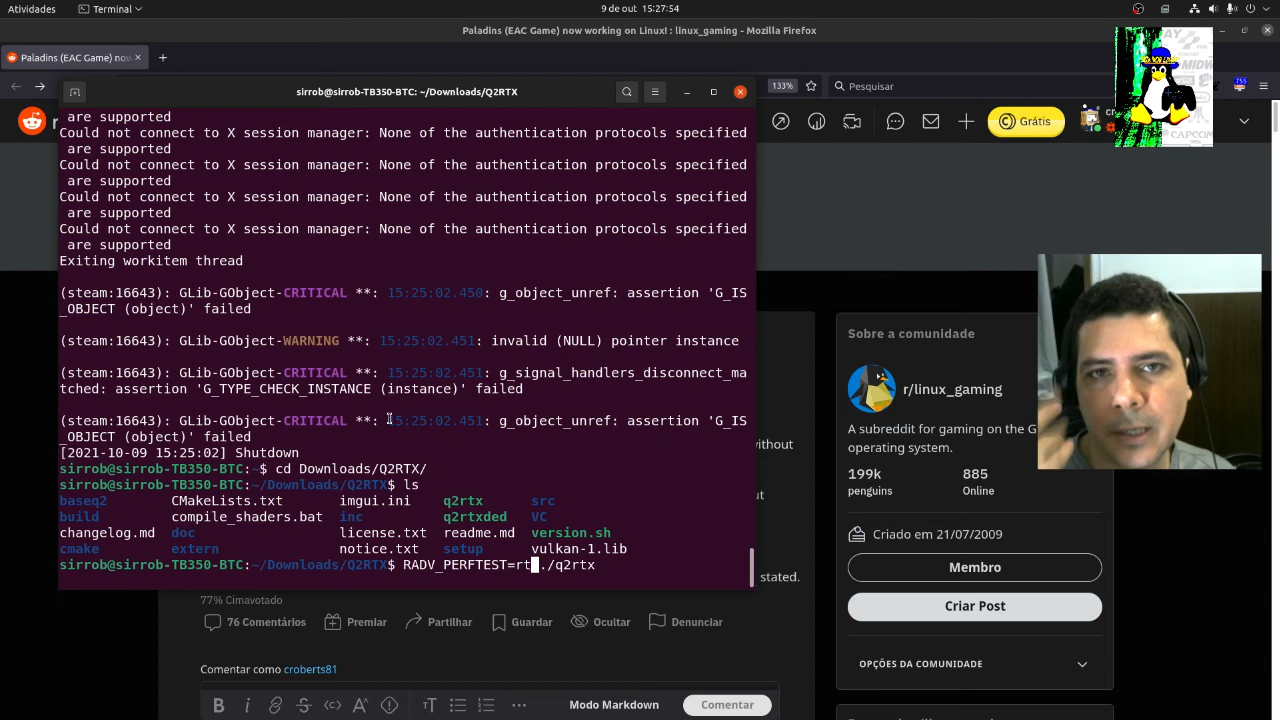 Atividades
Terminal
9 de out 15:27:54
Paladins (EAC Game) now working on Linux! : linux_gaming - Mozilla Firefox
Paladins (EAC Game) now
sirrob@sirrob-TB350-BTC: ~/Downloads/Q2RTX
133%
Pesquisar
755
Grátis
are supported
Could not connect to X session manager: None of the authentication protocols specified
are supported
Could not connect to X session manager: None of the authentication protocols specified
are supported
Could not connect to X session manager: None of the authentication protocols specified
are supported
Could not connect to X session manager: None of the authentication protocols specified
are supported
Exiting workitem thread
(steam:16643): GLib-GObject-CRITICAL **: 15:25:02.450: g_object_unref: assertion 'G_IS
_OBJECT (object)' failed
(steam:16643): GLib-GObject-WARNING **: 15:25:02.451: invalid (NULL) pointer instance
(steam:16643): GLib-GObject-CRITICAL **: 15:25:02.451: g_signal_handlers_disconnect_ma
tched: assertion 'G_TYPE_CHECK_INSTANCE (instance)' failed
(steam:16643): GLib-GObject-CRITICAL **: 15:25:02.451: g_object_unref: assertion 'G_IS
_OBJECT (object)' failed
[2021-10-09 15:25:02] Shutdown
sirrob@sirrob-TB350-BTC:~$ cd Downloads/Q2RTX/
sirrob@sirrob-TB350-BTC:~/Downloads/Q2RTX$ ls
baseq2 CMakeLists.txt imgui.ini q2rtx src
build compile_shaders.bat inc q2rtxded VC
changelog.md doc license.txt readme.md version.sh
cmake extern notice.txt setup vulkan-1.lib
sirrob@sirrob-TB350-BTC:~/Downloads/Q2RTX$ RADV_PERFTEST=rt ./q2rtx
ithout
stated.
77% Cimavotado
76 Comentários
Premiar
Partilhar
Guardar
Ocultar
Denunciar
Comentar como croberts81
Modo Markdown
Comentar
Sobre a comunidade
r/linux_gaming
A subreddit for gaming on the G
operating system.
199k
penguins
885
Online
Criado em 21/07/2009
Membro
Criar Post
OPÇÕES DA COMUNIDADE
MIDW
CAPCOM